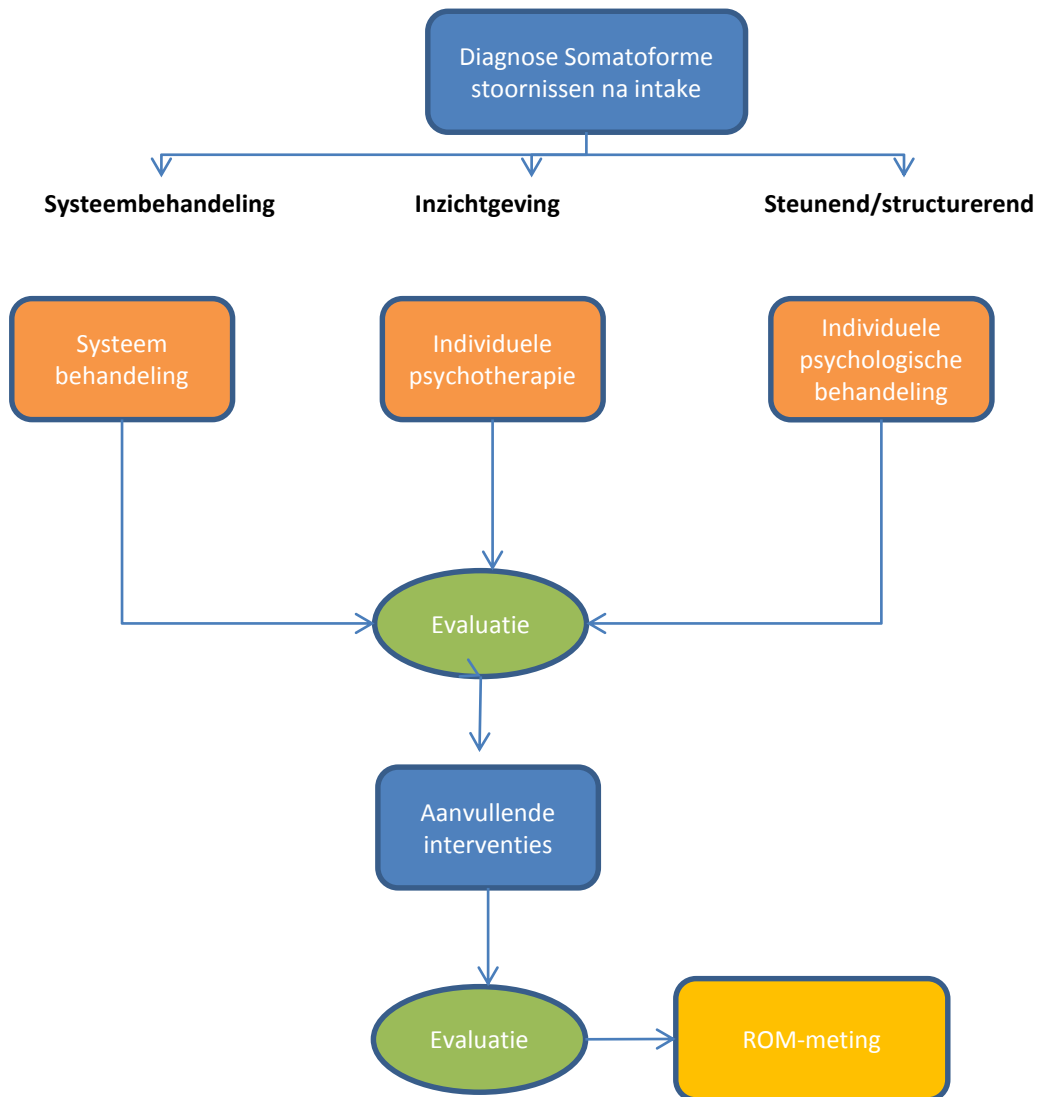 Diagnose Somatoforme
stoornissen na intake
Systeembehandeling
Inzichtgeving
Steunend/structurerend
Systeem
behandeling
Individuele
psychotherapie
Individuele
psychologische
behandeling
Evaluatie
Aanvullende
interventies
Evaluatie
ROM-meting